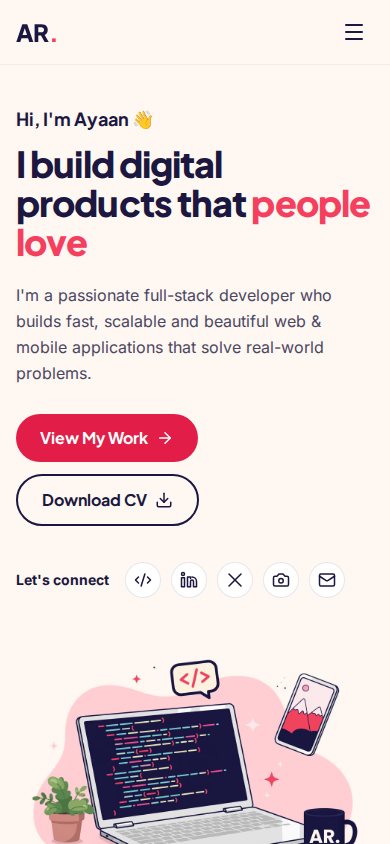 AR.
Hi, I'm Ayaan 👋
I build digital
products that people
love
I'm a passionate full-stack developer who
builds fast, scalable and beautiful web &
mobile applications that solve real-world
problems.
View My Work
Download CV
Let's connect
</>
AR.